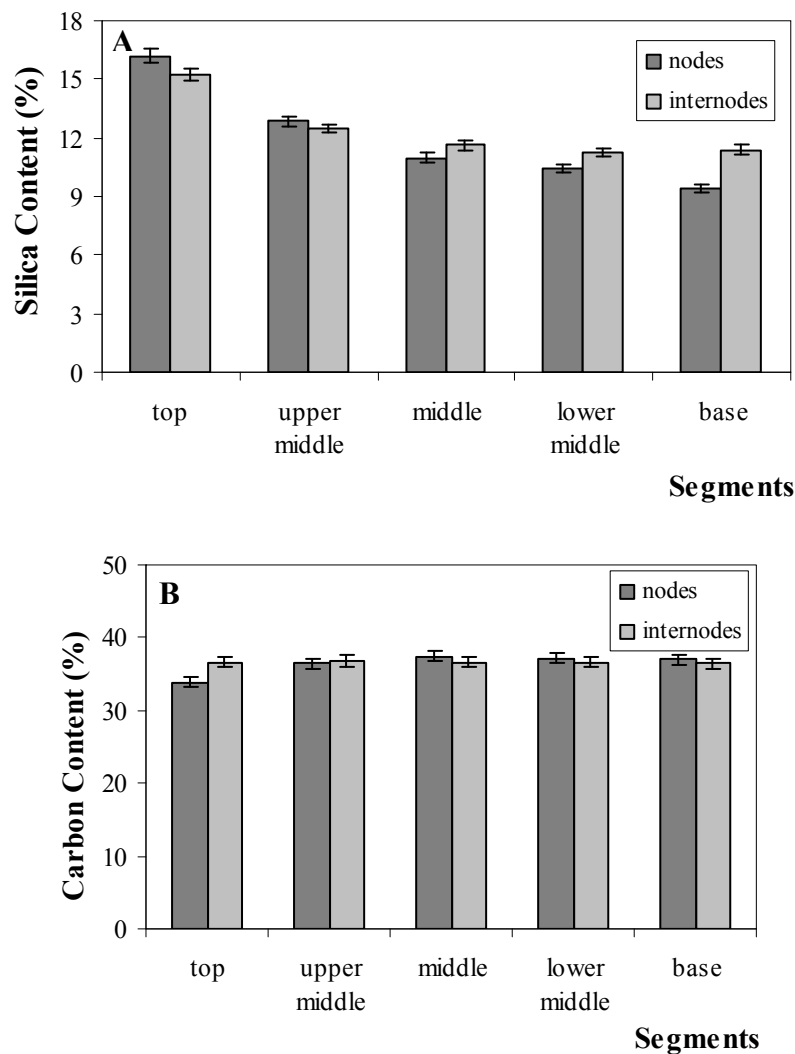 A
nodes
internodes
Silica Content (%)
18
15
12
9
6
3
0
top
upper
middle
middle
lower
middle
base
Segments
B
nodes
internodes
Carbon Content (%)
50
40
30
20
10
0
top
upper
middle
middle
lower
middle
base
Segments